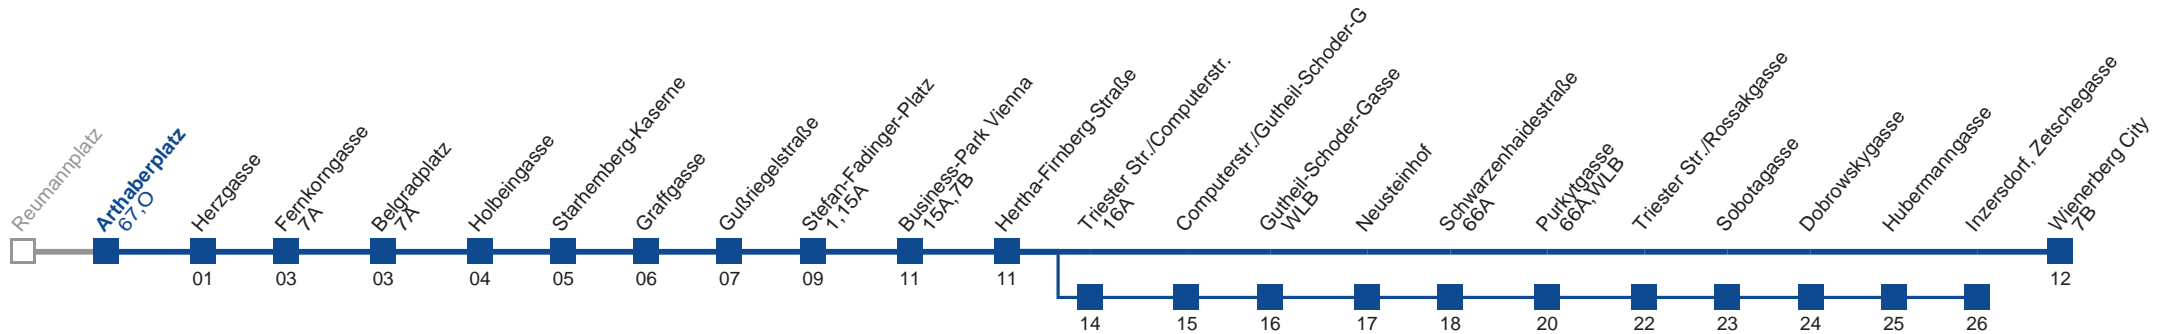 Reumannplatz
Arthaberplatz
67,O
Herzgasse
Fernkorngasse
7A
Belgradplatz
7A
Holbeingasse
Starhemberg-Kaserne
Graffgasse
Gußriegelstraße
Stefan-Fadinger-Platz
1,15A
Business-Park Vienna
15A,7B
Hertha-Firnberg-Straße
Triester Str./Computerstr.
16A
Computerstr./Gutheil-Schoder-G
Gutheil-Schoder-Gasse
WLB
Neusteinhof
Schwarzenhaidestraße
66A
Purkytgasse
66A,WLB
Triester Str./Rossakgasse
Sobotagasse
Dobrowskygasse
Hubermanngasse
Inzersdorf, Zetschegasse
Wienerberg City
7B
01 03 03 04 05 06 07 09 11 11 12
14 15 16 17 18 20 22 23 24 25 26